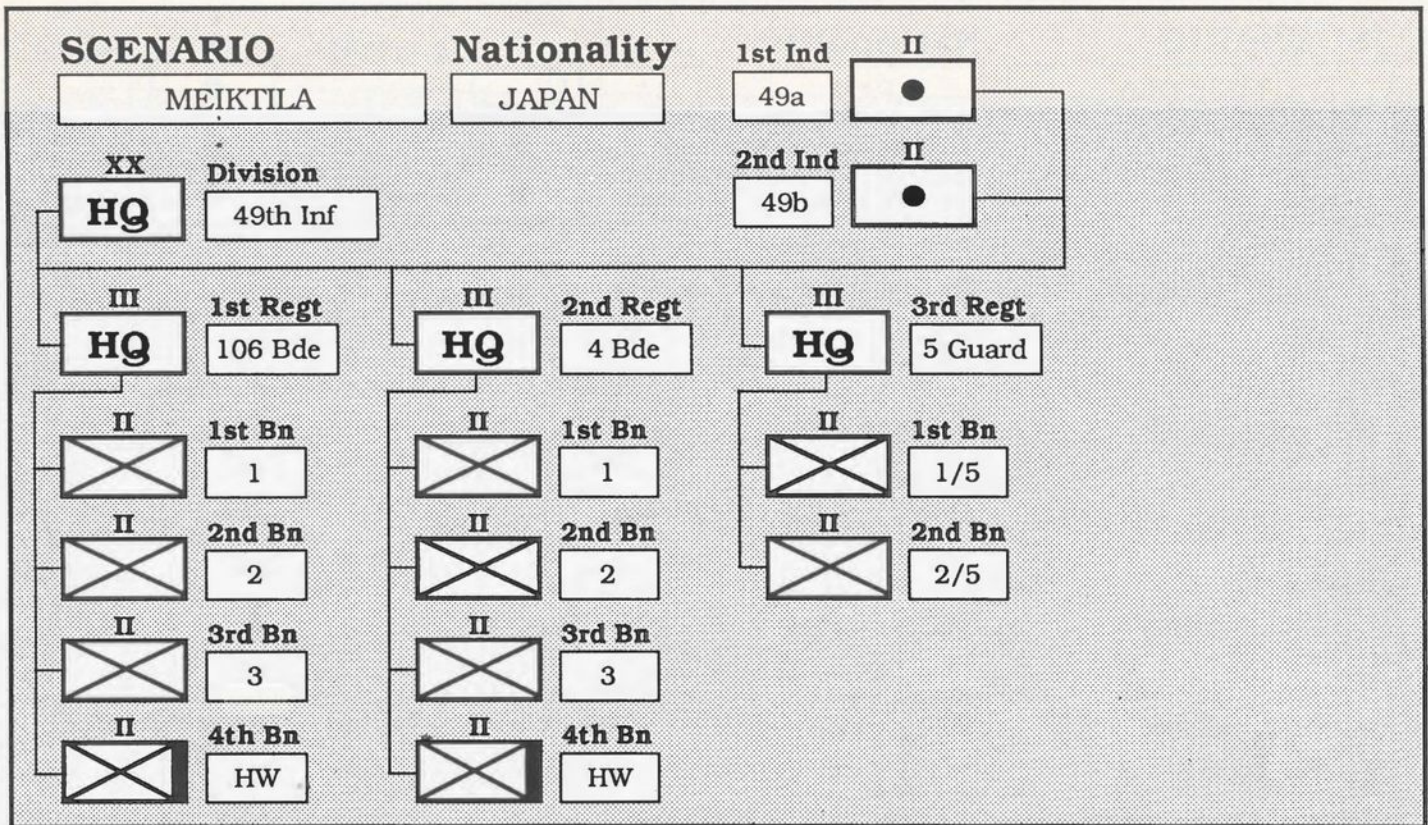 SCENARIO Nationality 1st Ind II
MEIKTILA JAPAN 49a
XX Division 2nd Ind II
HQ 49th Inf 49b
III 1st Regt III 2nd Regt III 3rd Regt
HQ 106 Bde HQ 4 Bde HQ 5 Guard
II 1st Bn II 1st Bn II 1st Bn
1 1 1/5
II 2nd Bn II 2nd Bn II 2nd Bn
2 2 2/5
II 3rd Bn II 3rd Bn
3 3
II 4th Bn II 4th Bn
HW HW